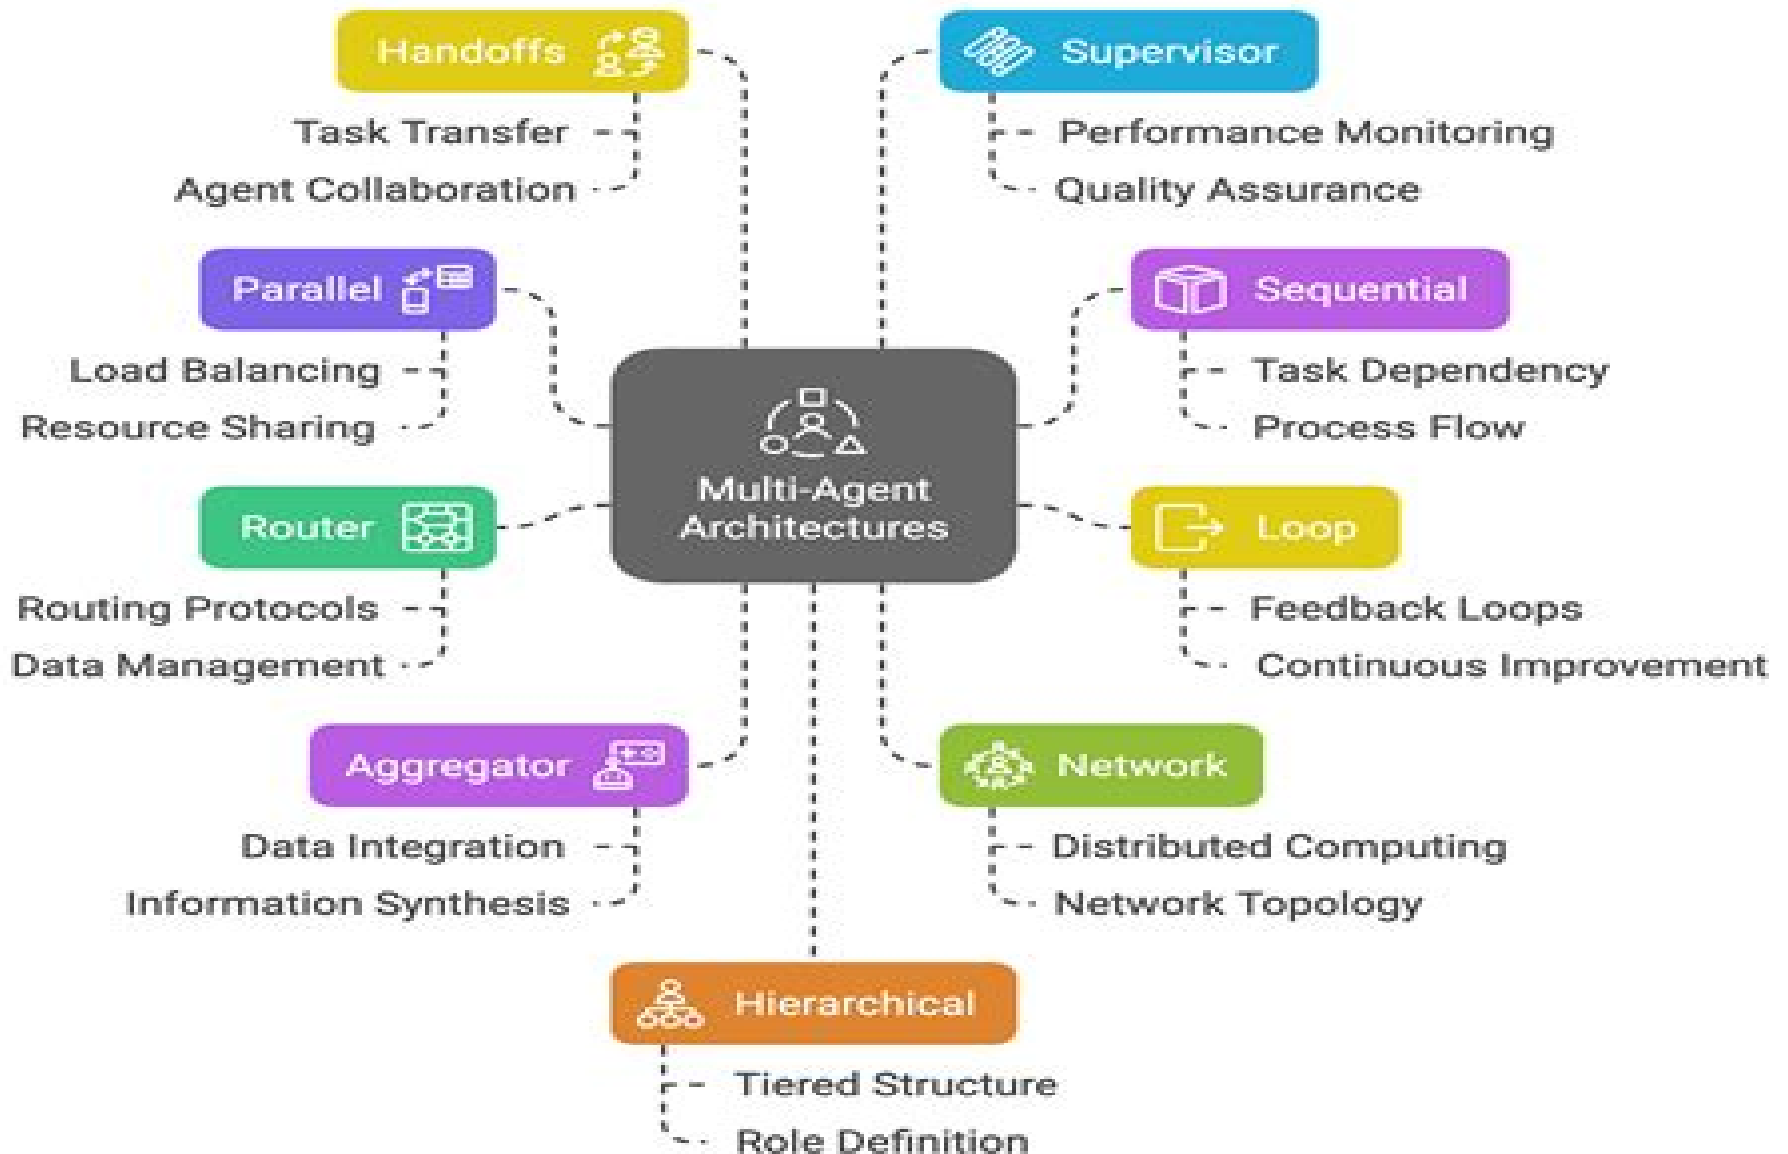 Handoffs
Task Transfer
Agent Collaboration
Supervisor
Performance Monitoring
Quality Assurance
Parallel
Load Balancing
Resource Sharing
Sequential
Task Dependency
Process Flow
Multi-Agent
Architectures
Router
Routing Protocols
Data Management
Loop
Feedback Loops
Continuous Improvement
Aggregator
Data Integration
Information Synthesis
Network
Distributed Computing
Network Topology
Hierarchical
Tiered Structure
Role Definition